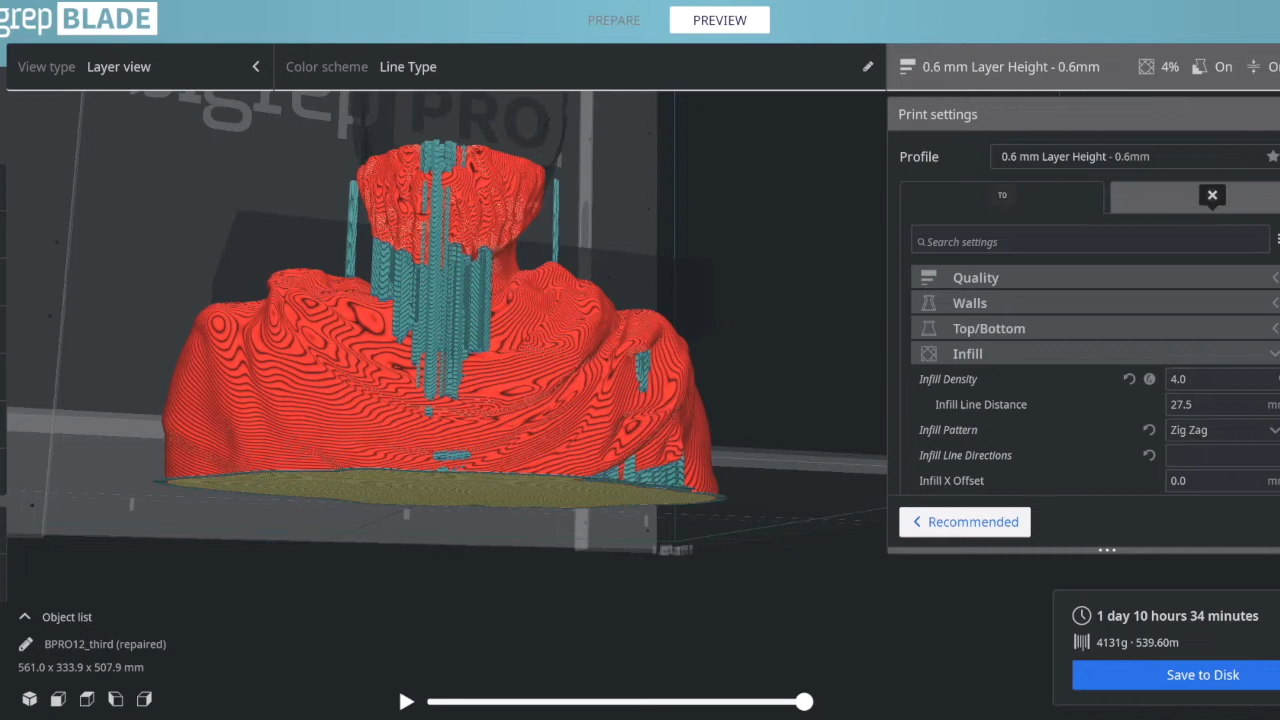 grep BLADE
PREPARE
PREVIEW
View type Layer view
Color scheme Line Type
0.6 mm Layer Height - 0.6mm
4%
On
PRO
Print settings
Profile
0.6 mm Layer Height - 0.6mm
T0
Search settings
Quality
Walls
Top/Bottom
Infill
Infill Density 4.0
Infill Line Distance 27.5
Infill Pattern Zig Zag
Infill Line Directions
Infill X Offset 0.0
Recommended
Object list
BPRO12_third (repaired)
561.0 x 333.9 x 507.9 mm
1 day 10 hours 34 minutes
4131g · 539.60m
Save to Disk